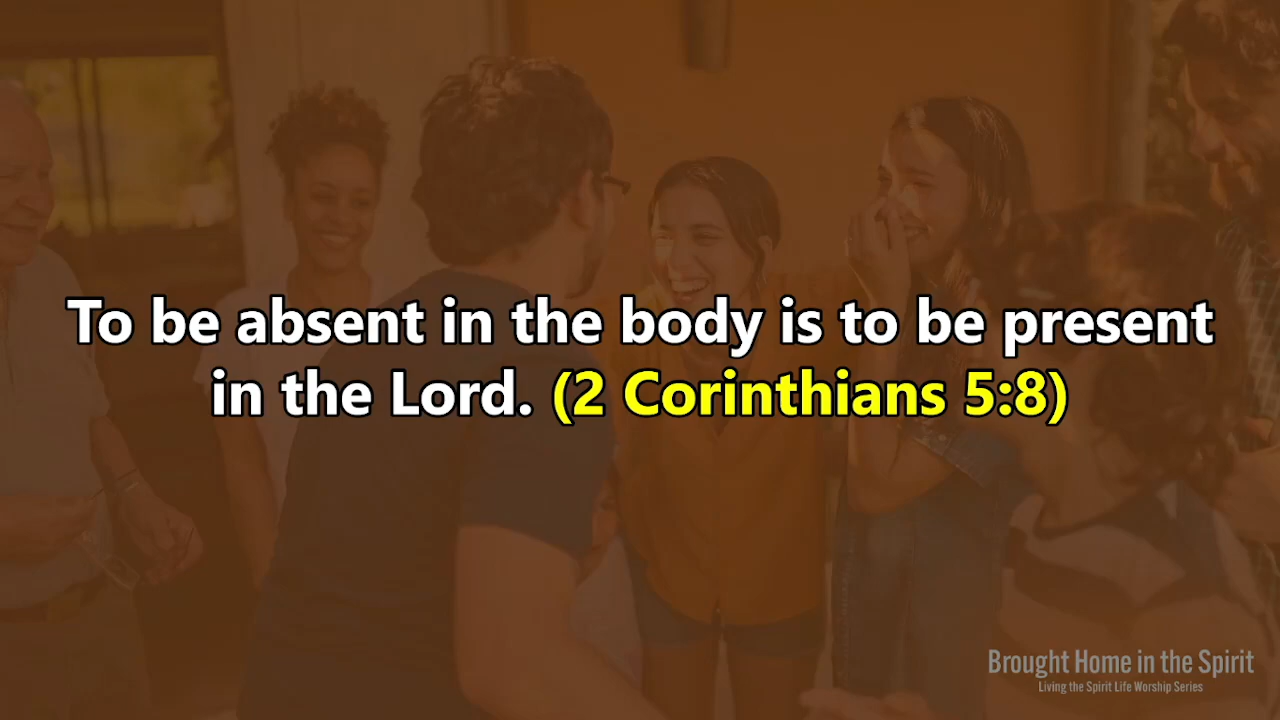 To be absent in the body is to be present
in the Lord. (2 Corinthians 5:8)
Brought Home in the Spirit
Living the Spirit Life Worship Series